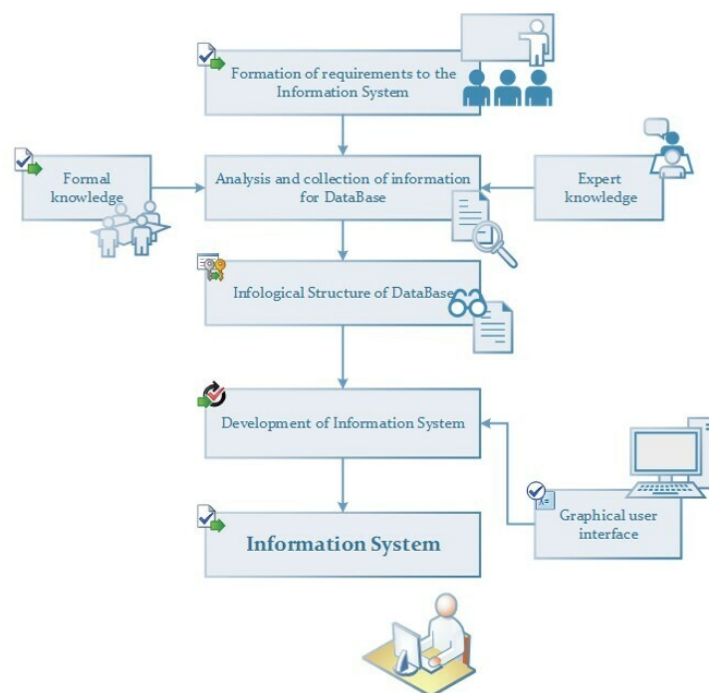 Formation of requirements to the
Information System
Formal
knowledge
Analysis and collection of information
for DataBase
Expert
knowledge
Infological Structure of DataBase
Development of Information System
Graphical user
interface
Information System